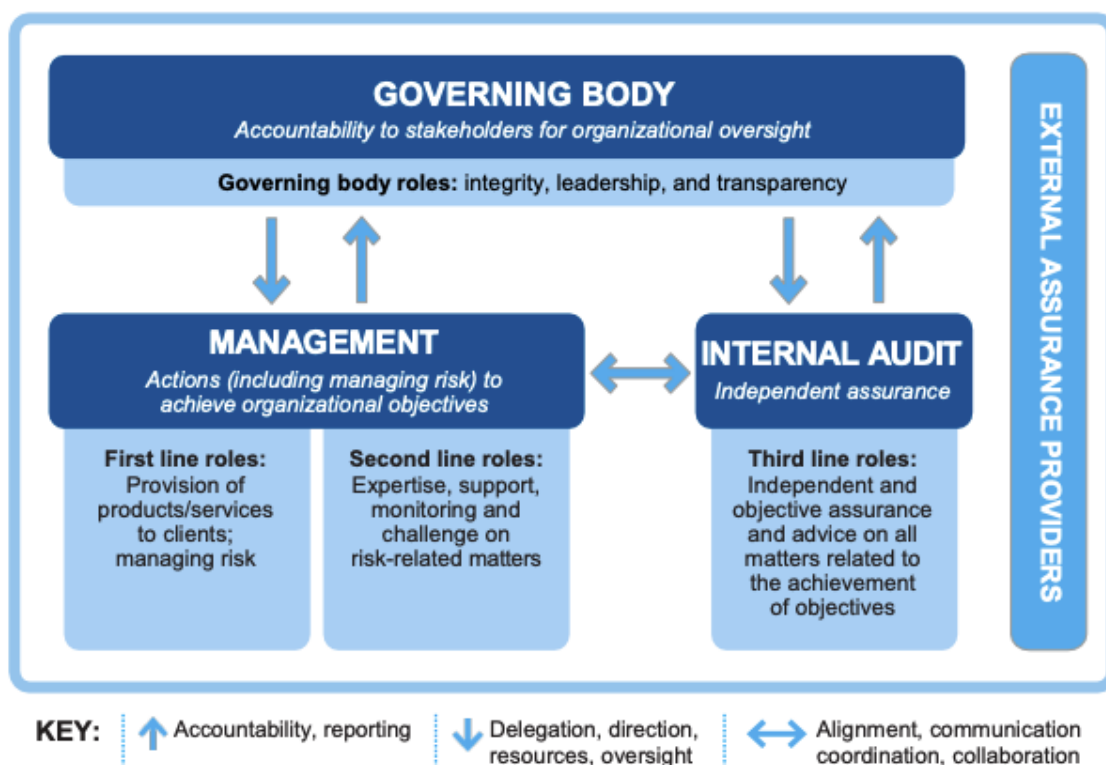 GOVERNING BODY
Accountability to stakeholders for organizational oversight
Governing body roles: integrity, leadership, and transparency
MANAGEMENT
Actions (including managing risk) to
achieve organizational objectives
First line roles:
Provision of
products/services
to clients;
managing risk
Second line roles:
Expertise, support,
monitoring and
challenge on
risk-related matters
INTERNAL AUDIT
Independent assurance
Third line roles:
Independent and
objective assurance
and advice on all
matters related to
the achievement
of objectives
EXTERNAL ASSURANCE PROVIDERS
KEY:
Accountability, reporting
Delegation, direction,
resources, oversight
Alignment, communication
coordination, collaboration